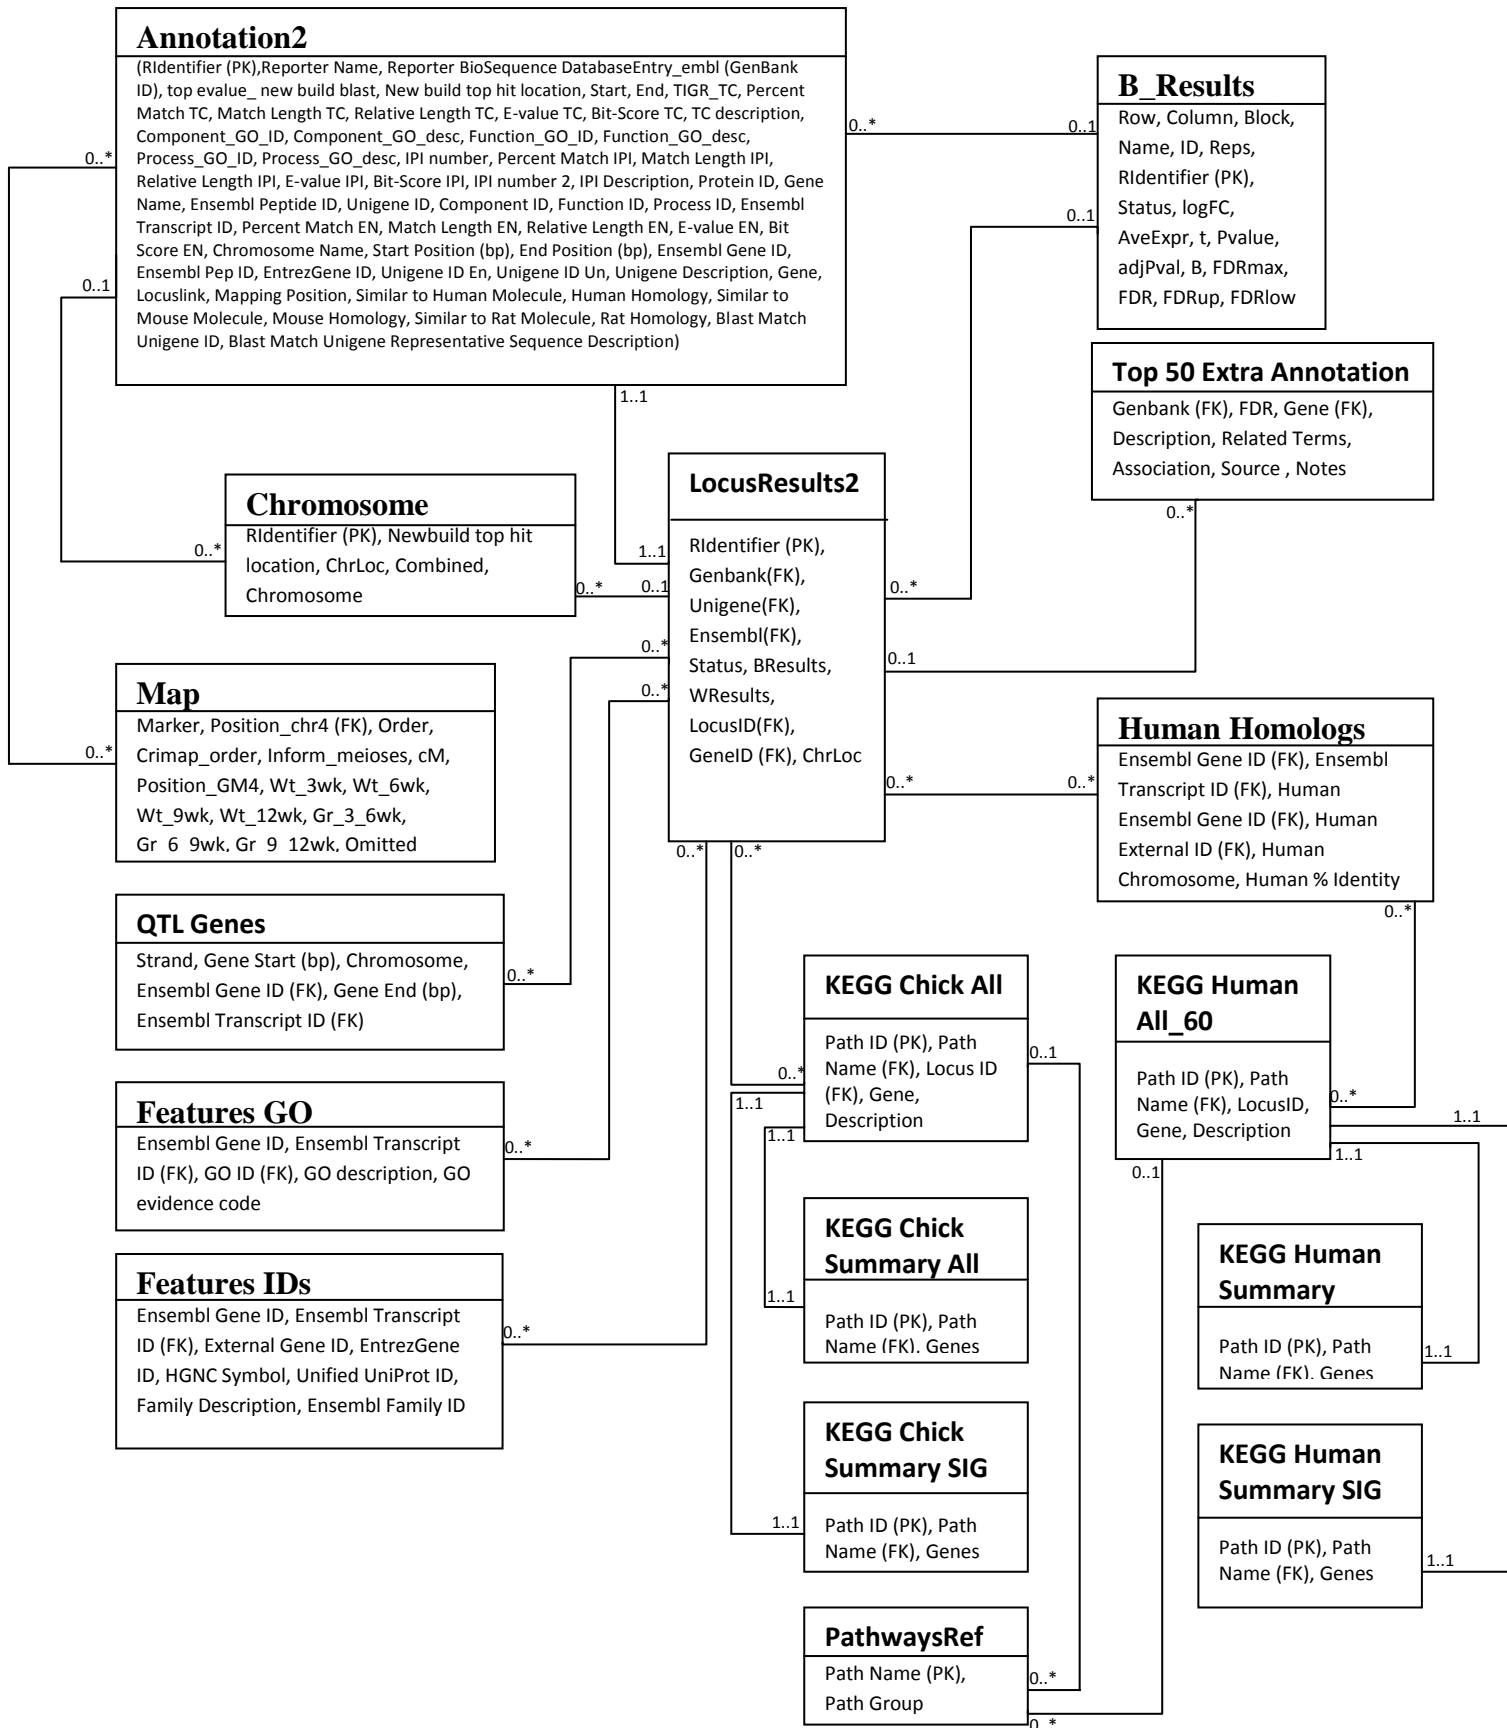 Annotation2
(RIdentifier (PK),Reporter Name, Reporter BioSequence DatabaseEntry_embl (GenBank
ID), top evalue_ new build blast, New build top hit location, Start, End, TIGR_TC, Percent
Match TC, Match Length TC, Relative Length TC, E-value TC, Bit-Score TC, TC description,
Component_GO_ID, Component_GO_desc, Function_GO_ID, Function_GO_desc,
Process_GO_ID, Process_GO_desc, IPI number, Percent Match IPI, Match Length IPI,
Relative Length IPI, E-value IPI, Bit-Score IPI, IPI number 2, IPI Description, Protein ID, Gene
Name, Ensembl Peptide ID, Unigene ID, Component ID, Function ID, Process ID, Ensembl
Transcript ID, Percent Match EN, Match Length EN, Relative Length EN, E-value EN, Bit
Score EN, Chromosome Name, Start Position (bp), End Position (bp), Ensembl Gene ID,
Ensembl Pep ID, EntrezGene ID, Unigene ID En, Unigene ID Un, Unigene Description, Gene,
Locuslink, Mapping Position, Similar to Human Molecule, Human Homology, Similar to
Mouse Molecule, Mouse Homology, Similar to Rat Molecule, Rat Homology, Blast Match
Unigene ID, Blast Match Unigene Representative Sequence Description)
0..*
0..1
0..*
0..1
1..1
B_Results
Row, Column, Block,
Name, ID, Reps,
RIdentifier (PK),
Status, logFC,
AveExpr, t, Pvalue,
adjPval, B, FDRmax,
FDR, FDRup, FDRlow
0..1
Top 50 Extra Annotation
Genbank (FK), FDR, Gene (FK),
Description, Related Terms,
Association, Source , Notes
0..*
Chromosome
RIdentifier (PK), Newbuild top hit
location, ChrLoc, Combined,
Chromosome
0..*
0..*
LocusResults2
RIdentifier (PK),
Genbank(FK),
Unigene(FK),
Ensembl(FK),
Status, BResults,
WResults,
LocusID(FK),
GeneID (FK), ChrLoc
1..1
0..1
0..*
0..*
0..*
0..1
0..*
0..*
0..*
Map
Marker, Position_chr4 (FK), Order,
Crimap_order, Inform_meioses, cM,
Position_GM4, Wt_3wk, Wt_6wk,
Wt_9wk, Wt_12wk, Gr_3_6wk,
Gr_6_9wk, Gr_9_12wk, Omitted
0..*
Human Homologs
Ensembl Gene ID (FK), Ensembl
Transcript ID (FK), Human
Ensembl Gene ID (FK), Human
External ID (FK), Human
Chromosome, Human % Identity
0..*
0..*
QTL Genes
Strand, Gene Start (bp), Chromosome,
Ensembl Gene ID (FK), Gene End (bp),
Ensembl Transcript ID (FK)
0..*
Features GO
Ensembl Gene ID, Ensembl Transcript
ID (FK), GO ID (FK), GO description, GO
evidence code
0..*
Features IDs
Ensembl Gene ID, Ensembl Transcript
ID (FK), External Gene ID, EntrezGene
ID, HGNC Symbol, Unified UniProt ID,
Family Description, Ensembl Family ID
0..*
KEGG Chick All
Path ID (PK), Path
Name (FK), Locus ID
(FK), Gene,
Description
0..*
0..1
1..1
1..1
KEGG Human
All_60
Path ID (PK), Path
Name (FK), LocusID,
Gene, Description
0..*
1..1
1..1
0..1
KEGG Chick
Summary All
Path ID (PK), Path
Name (FK), Genes
1..1
KEGG Human
Summary
Path ID (PK), Path
Name (FK), Genes
1..1
KEGG Chick
Summary SIG
Path ID (PK), Path
Name (FK), Genes
1..1
KEGG Human
Summary SIG
Path ID (PK), Path
Name (FK), Genes
1..1
PathwaysRef
Path Name (PK),
Path Group
0..*
0..*